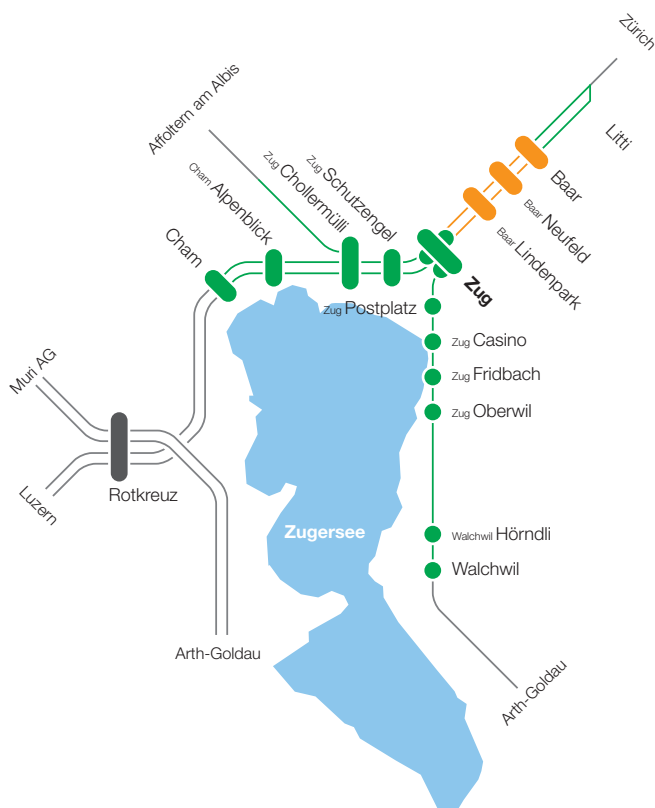 Zürich
Affoltern am Albis
Litti
Zug Schutzengel
Zug Chollermülli
Baar
Cham Alpenblick
Baar Neufeld
Cham
Baar Lindenpark
Zug
Zug Postplatz
Zug Casino
Muri AG
Zug Fridbach
Zug Oberwil
Rotkreuz
Luzern
Zugersee
Walchwil Hörndli
Walchwil
Arth-Goldau
Arth-Goldau